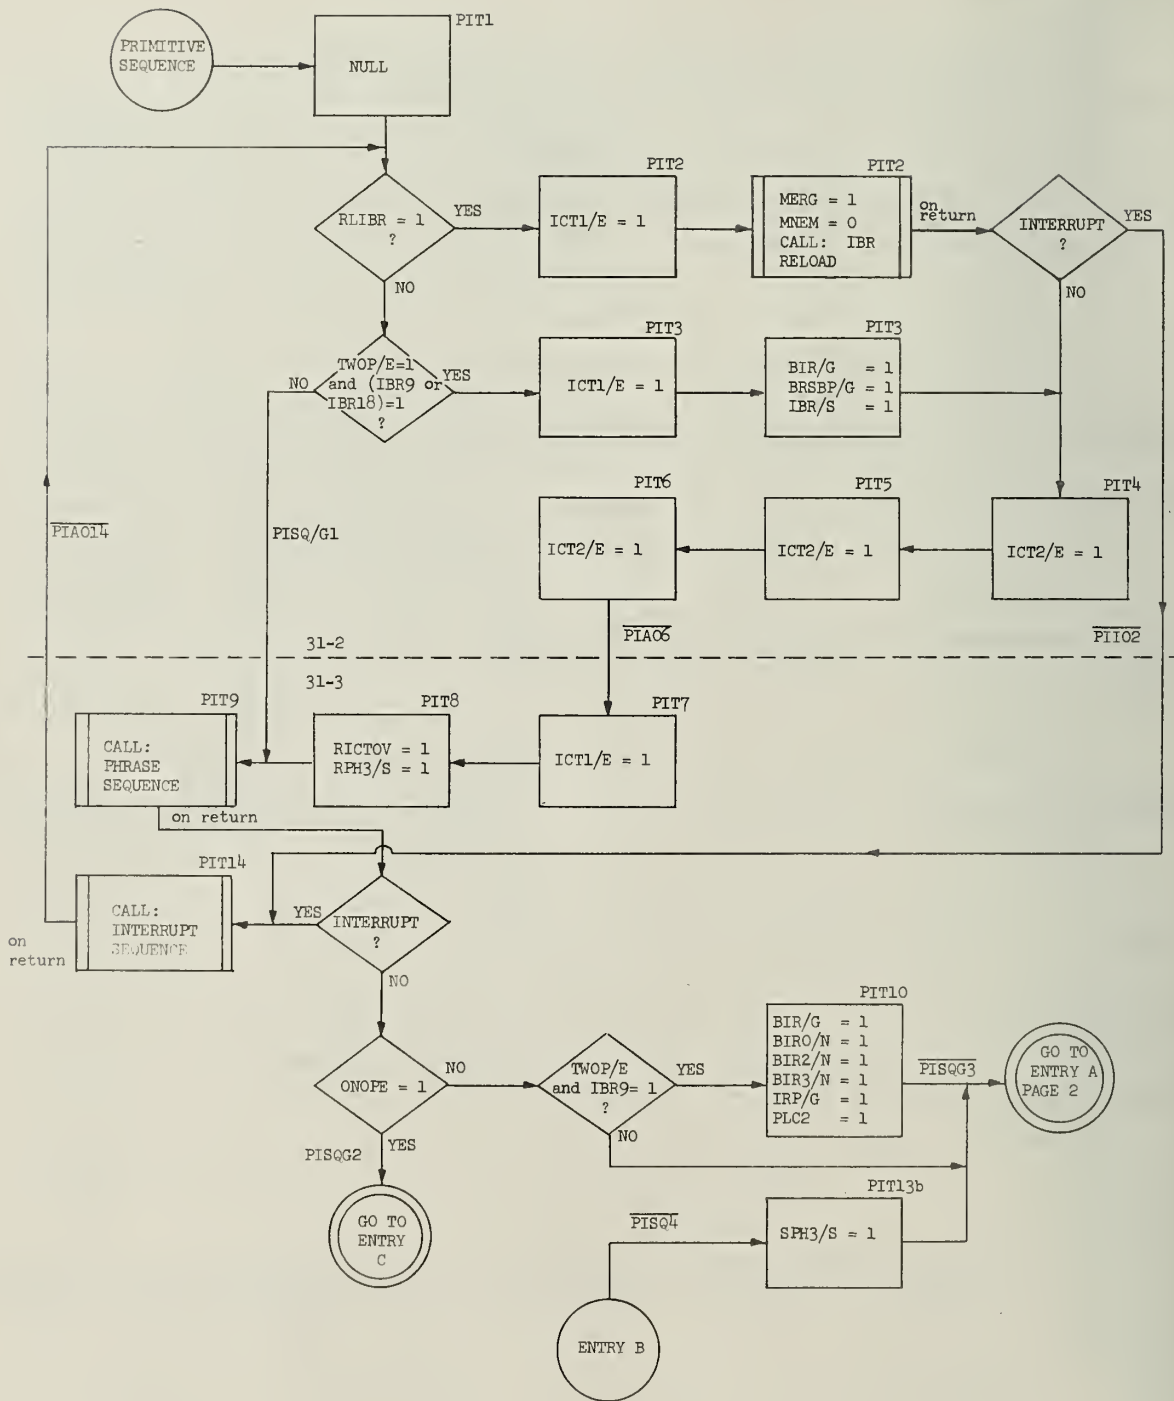 PIT1
PRIMITIVE
SEQUENCE
NULL
PIT2
PIT2
RLIBR = 1
?
YES
NO
ICT1/E = 1
MERG = 1
MNEM = 0
CALL: IBR
RELOAD
on
return
INTERRUPT
?
YES
NO
PIT3
PIT3
TWOP/E=1
and (IBR9 or
IBR18)=1
?
NO
YES
ICT1/E = 1
BIR/G = 1
BRSBP/G = 1
IBR/S = 1
PIT6
PIT5
PIT4
PIAO14
PISQ/G1
ICT2/E = 1
ICT2/E = 1
ICT2/E = 1
PIAO6
PIIO2
31-2
31-3
PIT9
PIT8
PIT7
CALL:
PHRASE
SEQUENCE
RICTOV = 1
RPH3/S = 1
ICT1/E = 1
on return
PIT14
CALL:
INTERRUPT
SEQUENCE
on
return
YES
INTERRUPT
?
NO
PIT10
ONOPE = 1
NO
YES
TWOP/E
and IBR9= 1
?
YES
NO
BIR/G = 1
BIRO/N = 1
BIR2/N = 1
BIR3/N = 1
IRP/G = 1
PLC2 = 1
PISQG3
GO TO
ENTRY A
PAGE 2
PISQG2
GO TO
ENTRY
C
PIT13b
PISQ4
SPH3/S = 1
ENTRY B